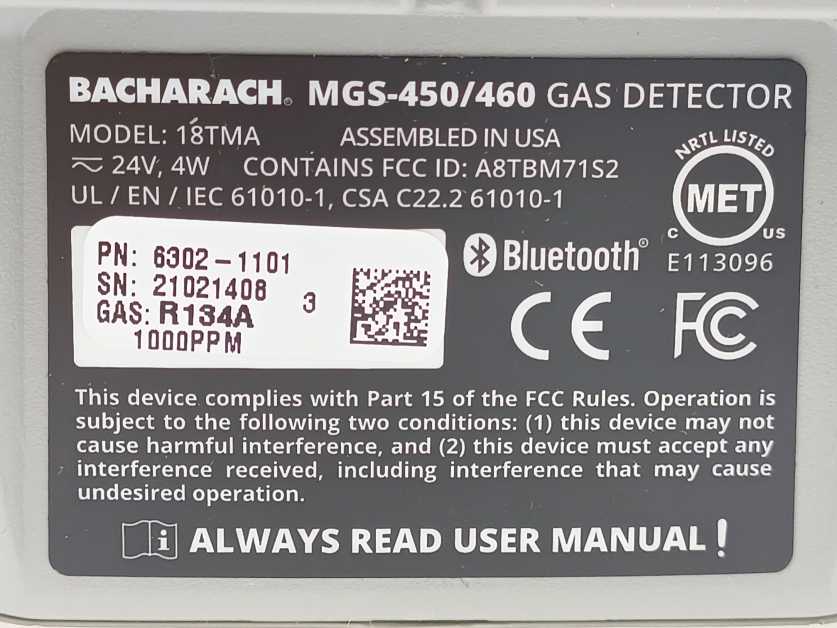 BACHARACH® MGS-450/460 GAS DETECTOR
MODEL: 18TMA ASSEMBLED IN USA
24V, 4W CONTAINS FCC ID: A8TBM71S2
UL / EN / IEC 61010-1, CSA C22.2 61010-1
NRTL LISTED
MET
C US
E113096
PN: 6302-1101
SN: 21021408
3
GAS: R134A
1000PPM
Bluetooth®
CE FC
This device complies with Part 15 of the FCC Rules. Operation is
subject to the following two conditions: (1) this device may not
cause harmful interference, and (2) this device must accept any
interference received, including interference that may cause
undesired operation.
i ALWAYS READ USER MANUAL!